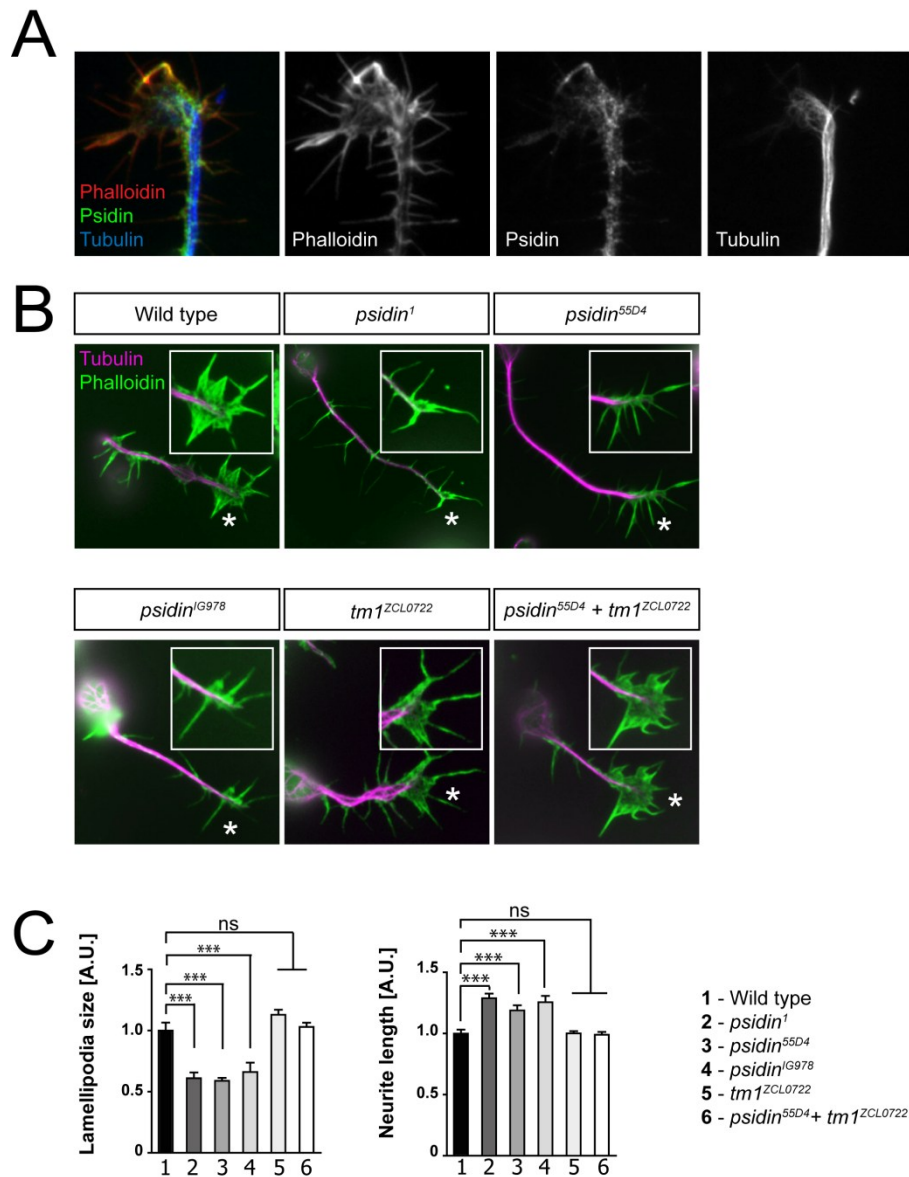 A
Phalloidin
Psidin
Tubulin
Phalloidin
Psidin
Tubulin
B
Wild type
psidin¹
psidin⁵⁵ᴰ⁴
Tubulin
Phalloidin
*
*
*
psidinᴵᴳ⁹⁷⁸
tm1ᶻᶜᴸ⁰⁷²²
psidin⁵⁵ᴰ⁴ + tm1ᶻᶜᴸ⁰⁷²²
*
*
*
C
Lamellipodia size [A.U.]
1.5
1.0
0.5
0
ns
***
***
***
1 2 3 4 5 6
Neurite length [A.U.]
1.5
1.0
0.5
0
ns
***
***
***
1 2 3 4 5 6
1 - Wild type
2 - psidin¹
3 - psidin⁵⁵ᴰ⁴
4 - psidinᴵᴳ⁹⁷⁸
5 - tm1ᶻᶜᴸ⁰⁷²²
6 - psidin⁵⁵ᴰ⁴+ tm1ᶻᶜᴸ⁰⁷²²